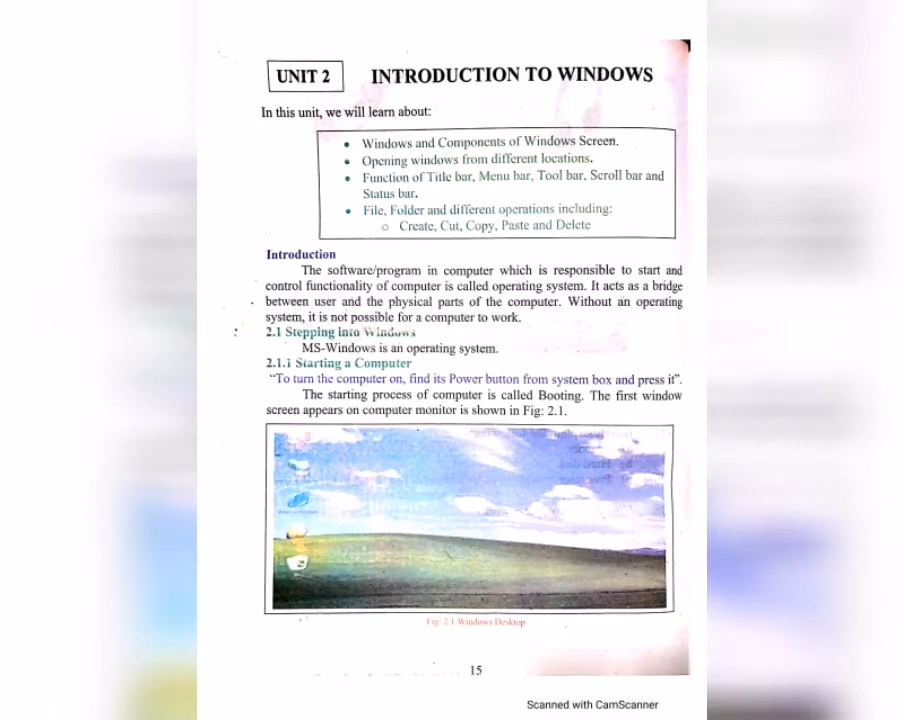 UNIT 2
INTRODUCTION TO WINDOWS
In this unit, we will learn about:
• Windows and Components of Windows Screen.
• Opening windows from different locations.
• Function of Title bar, Menu bar, Tool bar, Scroll bar and
Status bar.
• File, Folder and different operations including:
o Create, Cut, Copy, Paste and Delete
Introduction
The software/program in computer which is responsible to start and
control functionality of computer is called operating system. It acts as a bridge
between user and the physical parts of the computer. Without an operating
system, it is not possible for a computer to work.
2.1 Stepping into Windows
MS-Windows is an operating system.
2.1.1 Starting a Computer
“To turn the computer on, find its Power button from system box and press it”.
The starting process of computer is called Booting. The first window
screen appears on computer monitor is shown in Fig: 2.1.
Fig: 2.1 Windows Desktop
15
Scanned with CamScanner